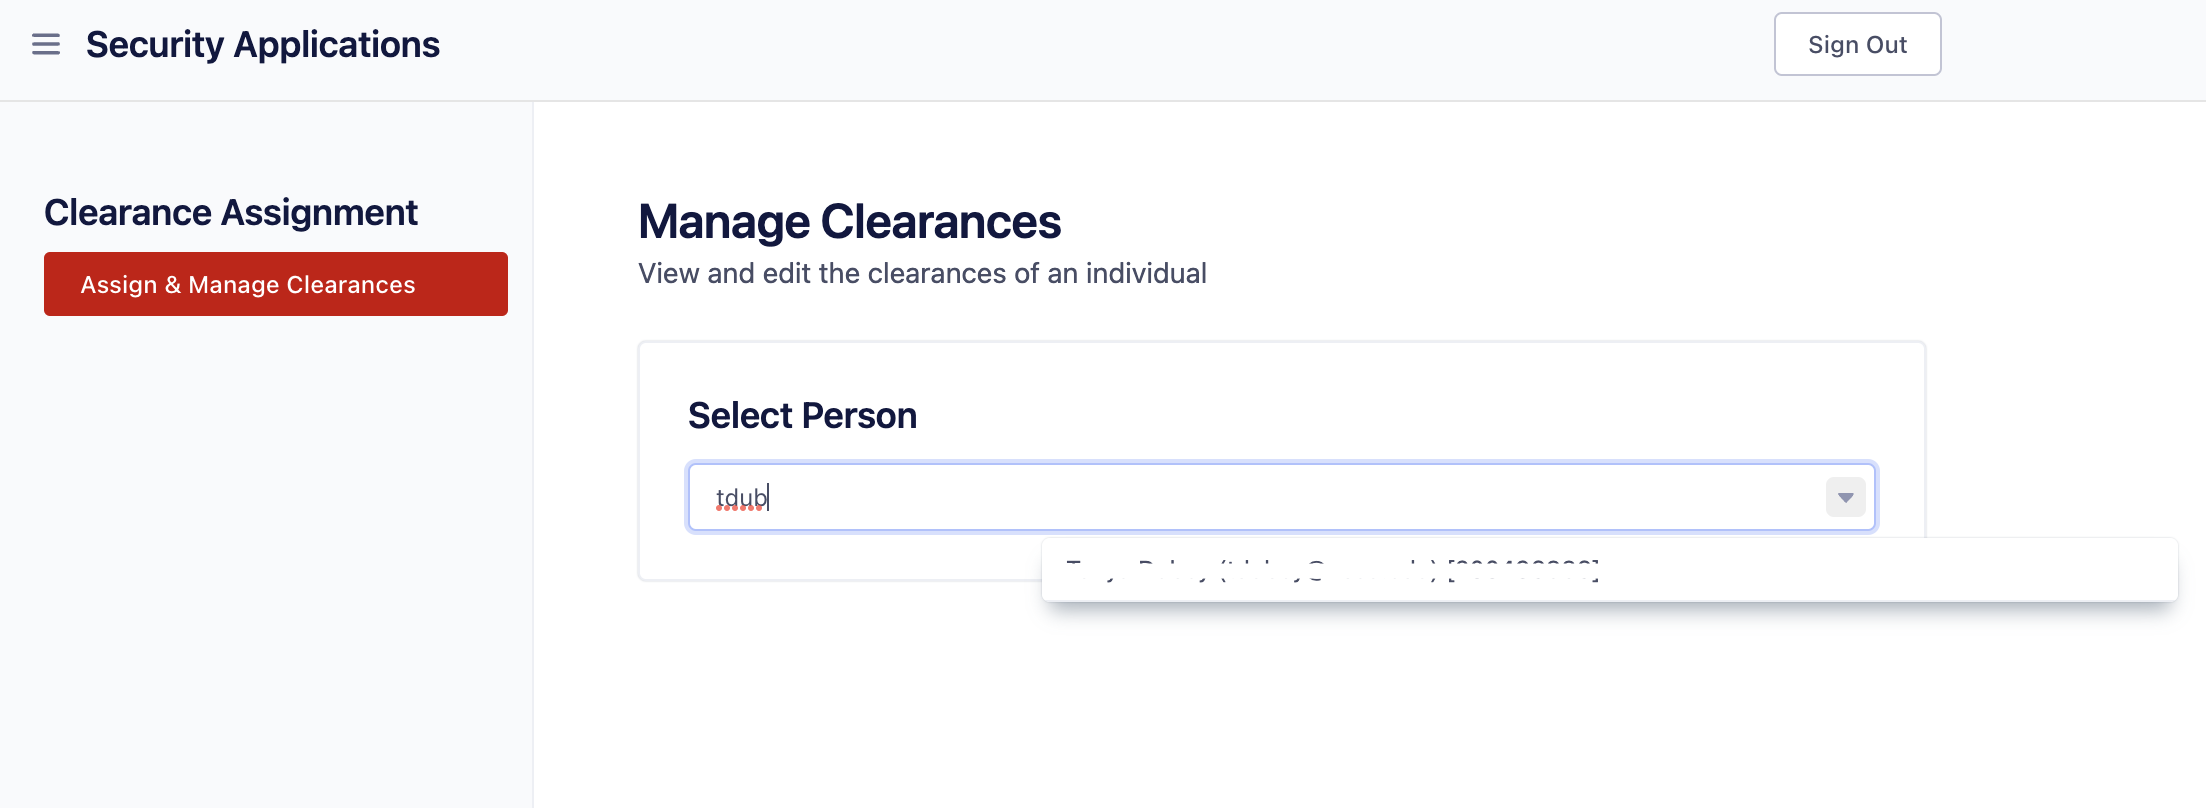 Security Applications
Sign Out
Clearance Assignment
Assign & Manage Clearances
Manage Clearances
View and edit the clearances of an individual
Select Person
tdub